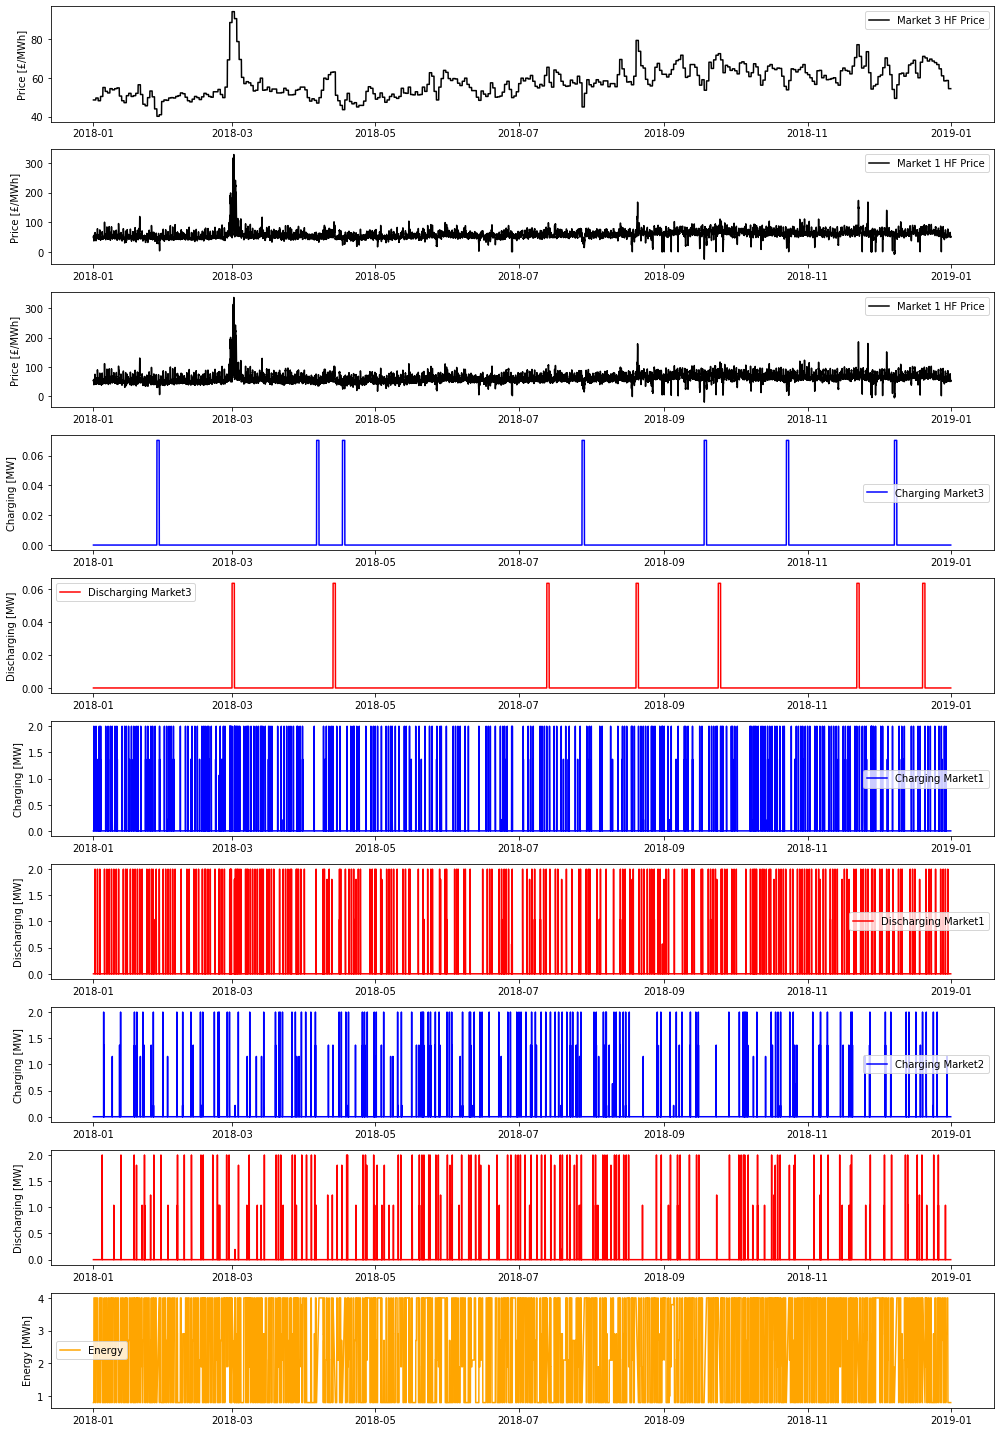 Price [£/MWh]
Market 3 HF Price
80
60
40
2018-01 2018-03 2018-05 2018-07 2018-09 2018-11 2019-01
Price [£/MWh]
Market 1 HF Price
300
200
100
0
2018-01 2018-03 2018-05 2018-07 2018-09 2018-11 2019-01
Price [£/MWh]
Market 1 HF Price
300
200
100
0
2018-01 2018-03 2018-05 2018-07 2018-09 2018-11 2019-01
Charging [MW]
0.06
Charging Market3
0.04
0.02
0.00
2018-01 2018-03 2018-05 2018-07 2018-09 2018-11 2019-01
Discharging [MW]
Discharging Market3
0.06
0.04
0.02
0.00
2018-01 2018-03 2018-05 2018-07 2018-09 2018-11 2019-01
Charging [MW]
2.0
1.5
Charging Market1
1.0
0.5
0.0
2018-01 2018-03 2018-05 2018-07 2018-09 2018-11 2019-01
Discharging [MW]
2.0
1.5
Discharging Market1
1.0
0.5
0.0
2018-01 2018-03 2018-05 2018-07 2018-09 2018-11 2019-01
Charging [MW]
2.0
1.5
Charging Market2
1.0
0.5
0.0
2018-01 2018-03 2018-05 2018-07 2018-09 2018-11 2019-01
Discharging [MW]
2.0
1.5
1.0
0.5
0.0
2018-01 2018-03 2018-05 2018-07 2018-09 2018-11 2019-01
Energy [MWh]
4
3
Energy
2
1
2018-01 2018-03 2018-05 2018-07 2018-09 2018-11 2019-01